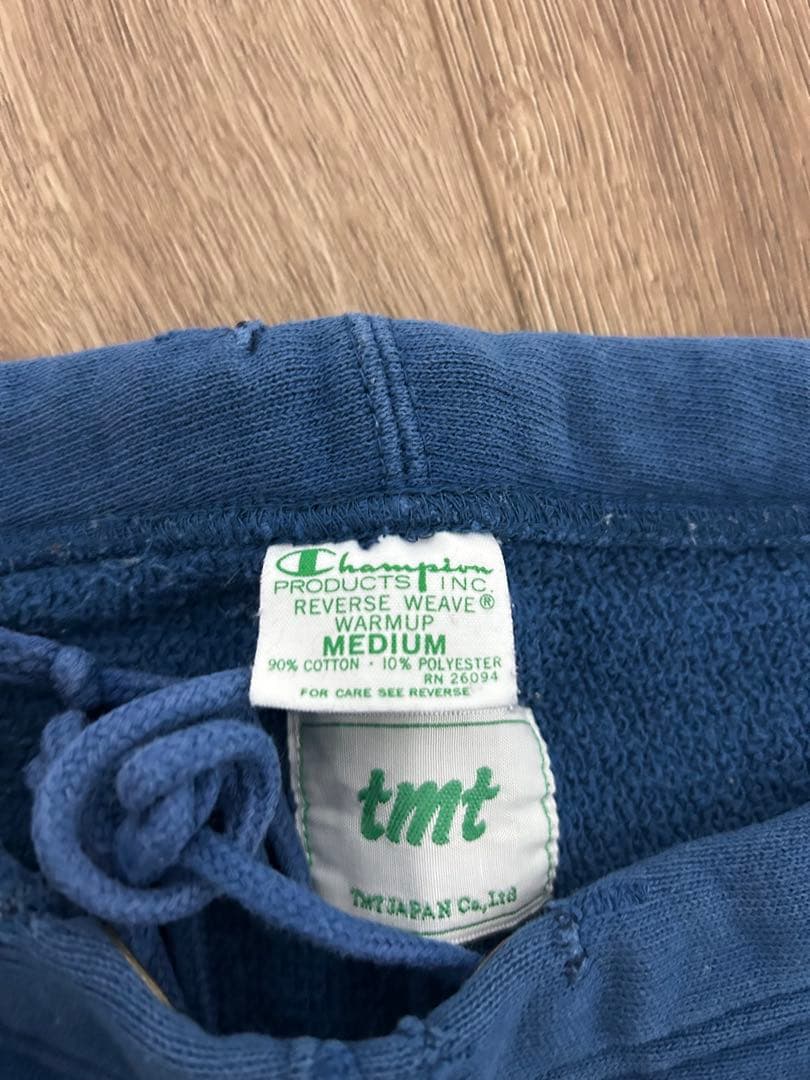 Champion
PRODUCTS INC.
REVERSE WEAVE®
WARMUP
MEDIUM
90% COTTON · 10% POLYESTER
RN 26094
FOR CARE SEE REVERSE
tmt
TMT JAPAN Co,Ltd